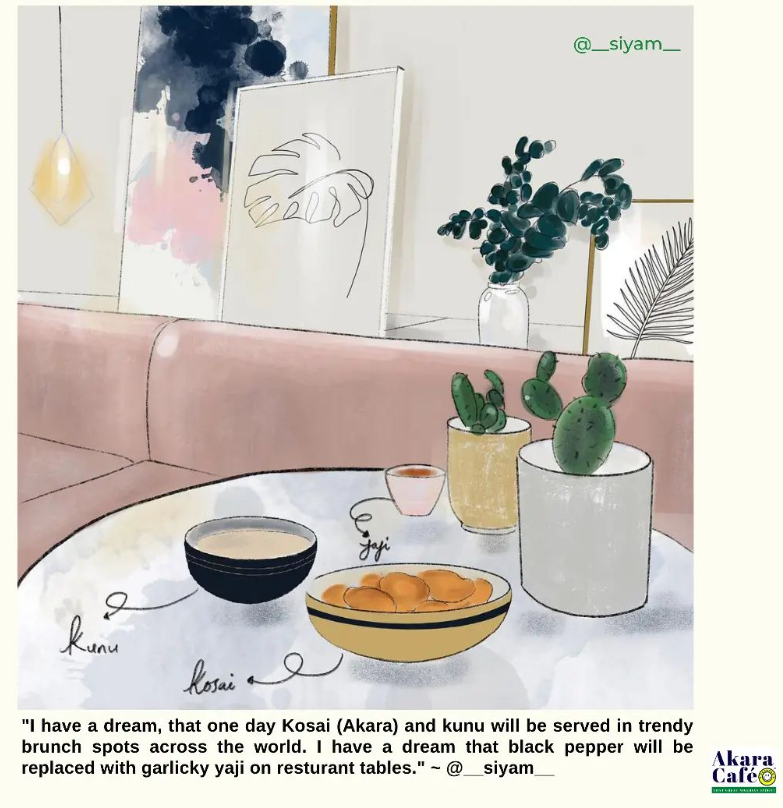 @__siyam__
yaji
kunu
kosai
"I have a dream, that one day Kosai (Akara) and kunu will be served in trendy
brunch spots across the world. I have a dream that black pepper will be
replaced with garlicky yaji on resturant tables." ~ @__siyam__
Akara
Café